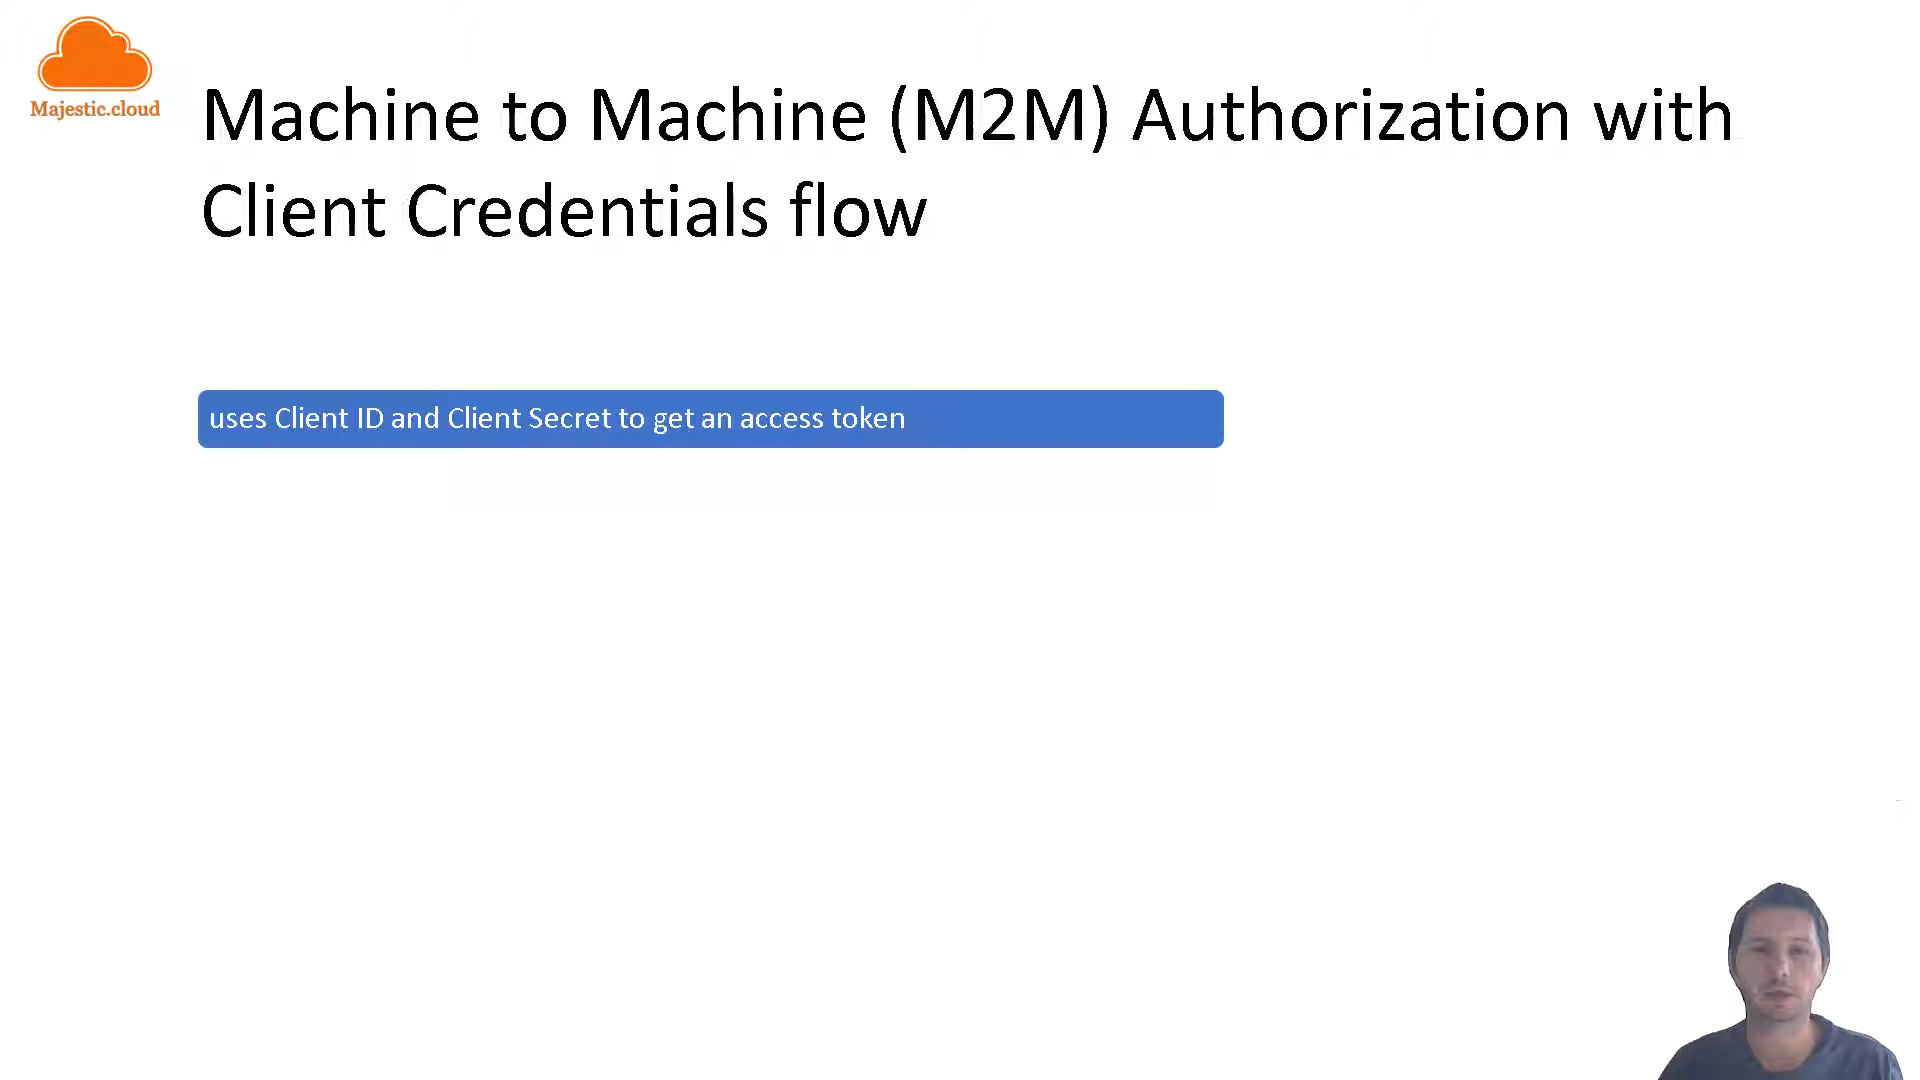 Majestic.cloud
Machine to Machine (M2M) Authorization with
Client Credentials flow
uses Client ID and Client Secret to get an access token